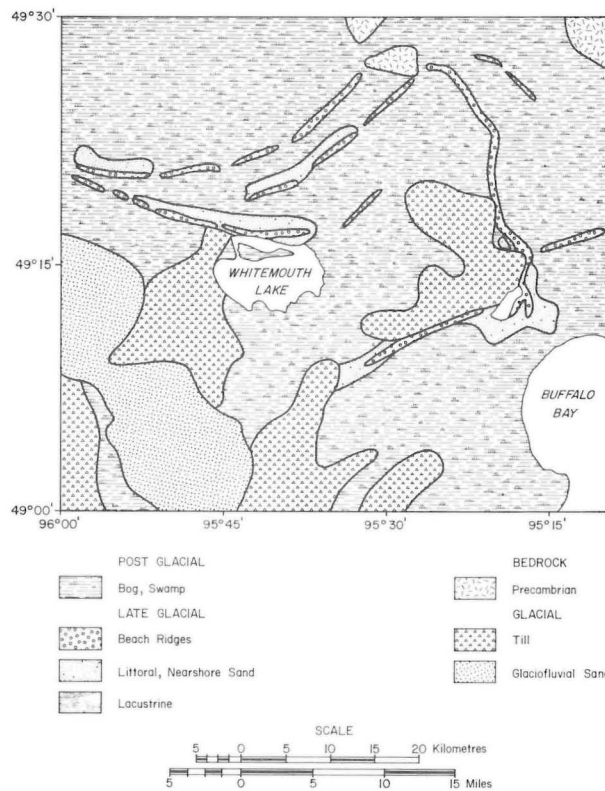 49°30'
49°15'
WHITEMOUTH
LAKE
BUFFALO
BAY
49°00'
96°00'
95°45'
95°30'
95°15'
POST GLACIAL
Bog, Swamp
LATE GLACIAL
Beach Ridges
Littoral, Nearshore Sand
Lacustrine
BEDROCK
Precambrian
GLACIAL
Till
Glaciofluvial Sand
SCALE
5 0 5 10 15 20 Kilometres
5 0 5 10 15 Miles